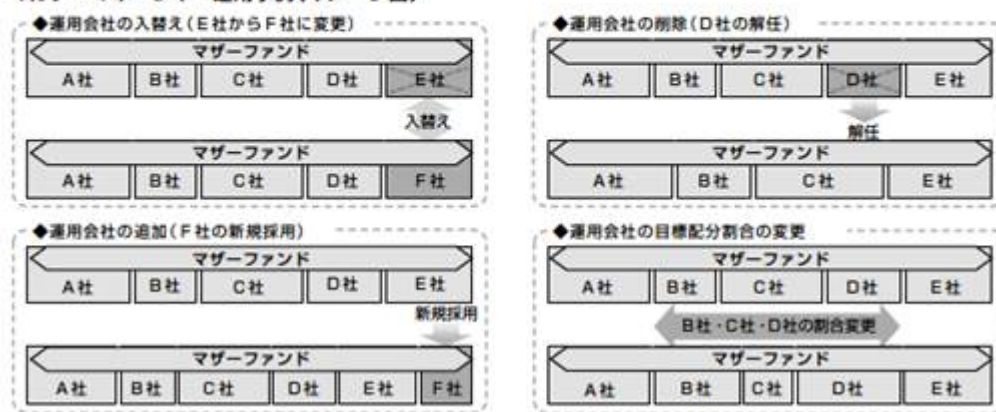 ◆運用会社の入替え(E社からF社に変更)
マザーファンド
A社 B社 C社 D社 E社
入替え
マザーファンド
A社 B社 C社 D社 F社
◆運用会社の削除(D社の解任)
マザーファンド
A社 B社 C社 D社 E社
解任
マザーファンド
A社 B社 C社 E社
◆運用会社の追加(F社の新規採用)
マザーファンド
A社 B社 C社 D社 E社
新規採用
マザーファンド
A社 B社 C社 D社 E社 F社
◆運用会社の目標配分割合の変更
マザーファンド
A社 B社 C社 D社 E社
B社・C社・D社の割合変更
マザーファンド
A社 B社 C社 D社 E社